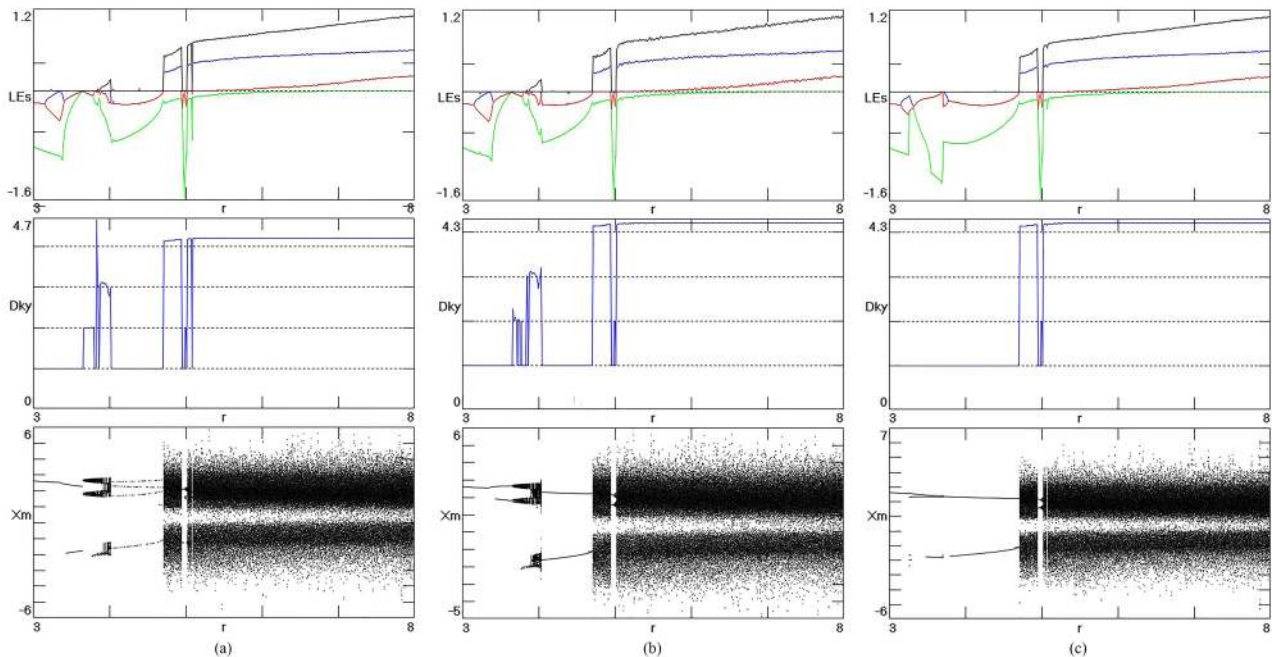 1.2
LEs
-1.6
3 r 8
4.7
Dky
0
3 r 8
6
Xm
-6
3 r 8
(a)
1.2
LEs
-1.6
3 r 8
4.3
Dky
0
3 r 8
6
Xm
-5
3 r 8
(b)
1.2
LEs
-1.6
3 r 8
4.3
Dky
0
3 r 8
7
Xm
-6
3 r 8
(c)